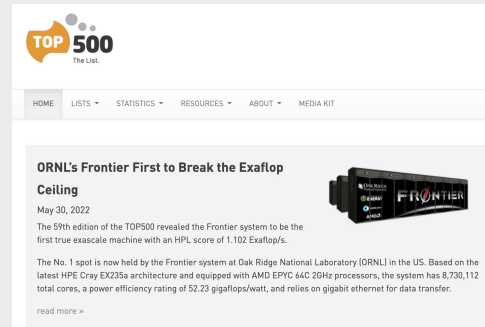 TOP 500
The List.
HOME LISTS STATISTICS RESOURCES ABOUT MEDIA KIT
ORNL's Frontier First to Break the Exaflop
Ceiling
May 30, 2022
The 59th edition of the TOP500 revealed the Frontier system to be the
first true exascale machine with an HPL score of 1.102 Exaflop/s.
OAK RIDGE
ENERGY
AMD
FRONTIER
The No. 1 spot is now held by the Frontier system at Oak Ridge National Laboratory (ORNL) in the US. Based on the
latest HPE Cray EX235a architecture and equipped with AMD EPYC 64C 2GHz processors, the system has 8,730,112
total cores, a power efficiency rating of 52.23 gigaflops/watt, and relies on gigabit ethernet for data transfer.
read more »